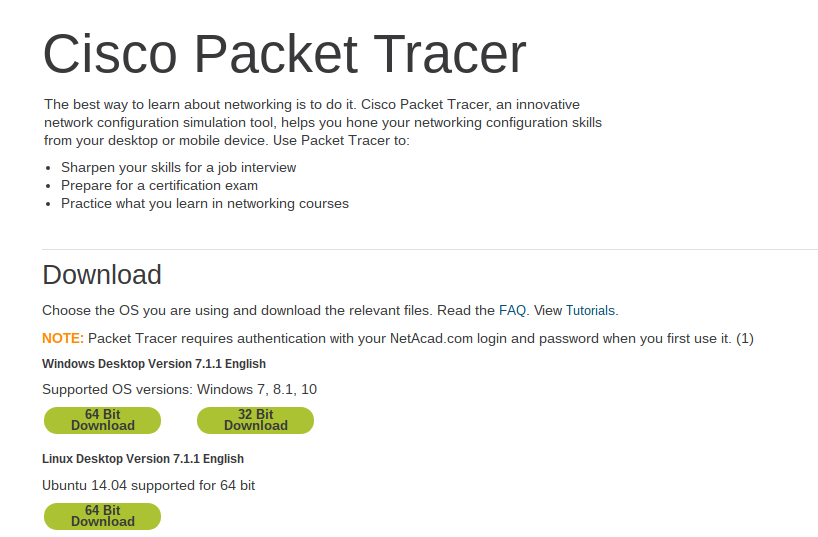 Cisco Packet Tracer
The best way to learn about networking is to do it. Cisco Packet Tracer, an innovative
network configuration simulation tool, helps you hone your networking configuration skills
from your desktop or mobile device. Use Packet Tracer to:
• Sharpen your skills for a job interview
• Prepare for a certification exam
• Practice what you learn in networking courses
Download
Choose the OS you are using and download the relevant files. Read the FAQ. View Tutorials.
NOTE: Packet Tracer requires authentication with your NetAcad.com login and password when you first use it. (1)
Windows Desktop Version 7.1.1 English
Supported OS versions: Windows 7, 8.1, 10
64 Bit
Download
32 Bit
Download
Linux Desktop Version 7.1.1 English
Ubuntu 14.04 supported for 64 bit
64 Bit
Download